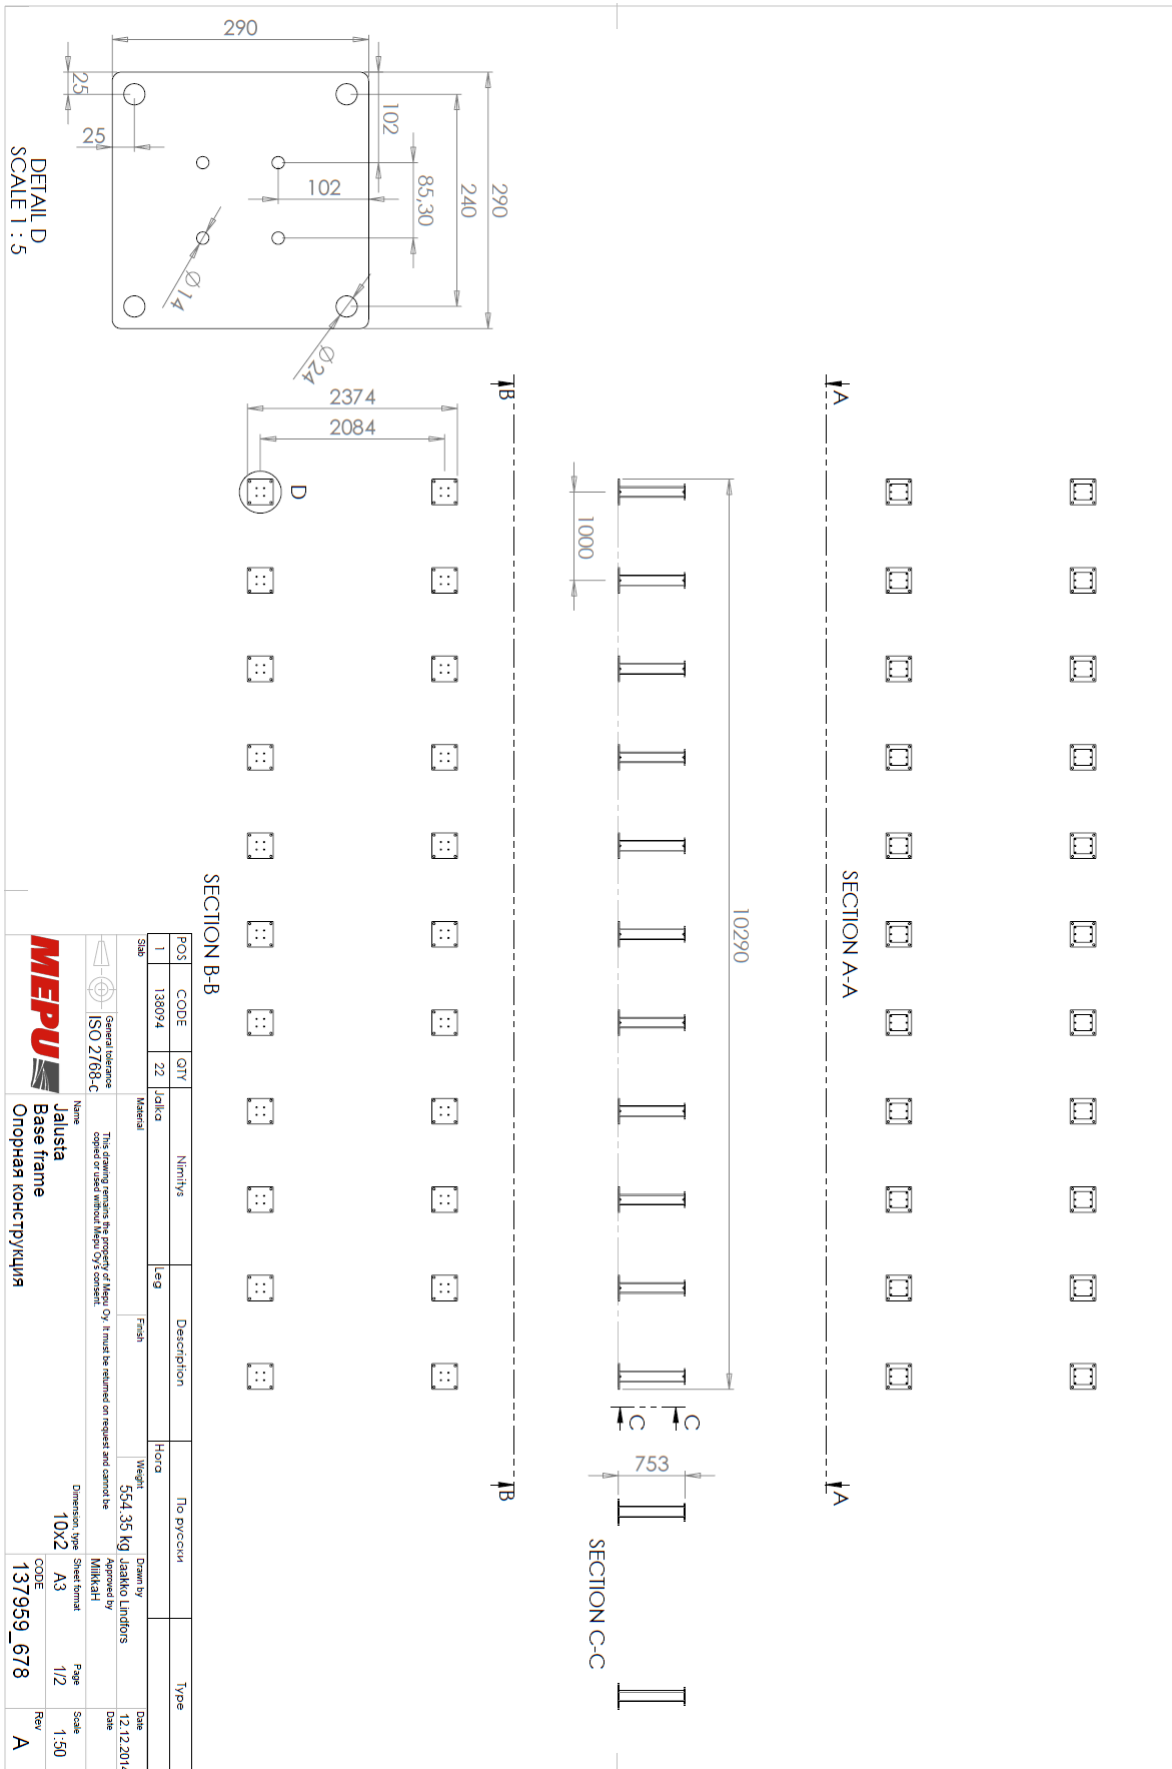 290
25
25
102
102
85,30
240
290
Ø14
Ø24
DETAIL D
SCALE 1 : 5
2374
2084
D
B
B
A
A
1000
10290
C
C
753
SECTION A-A
SECTION B-B
SECTION C-C
POS CODE QTY Nimitys Description По русски Type
1 138094 22 Jalka Leg Нога
Slab
Material
Finish
Weight
554.35 kg
Drawn by
Jaakko Lindfors
Date
12.12.2014
General tolerance
ISO 2768-c
This drawing remains the property of Mepu Oy. It must be returned on request and cannot be
copied or used without Mepu Oy's consent.
Approved by
MiikkaH
Date
MEPU
Name
Jalusta
Base frame
Опорная конструкция
Dimension, type
10x2
Sheet format
A3
Page
1/2
Scale
1:50
CODE
137959_678
Rev
A